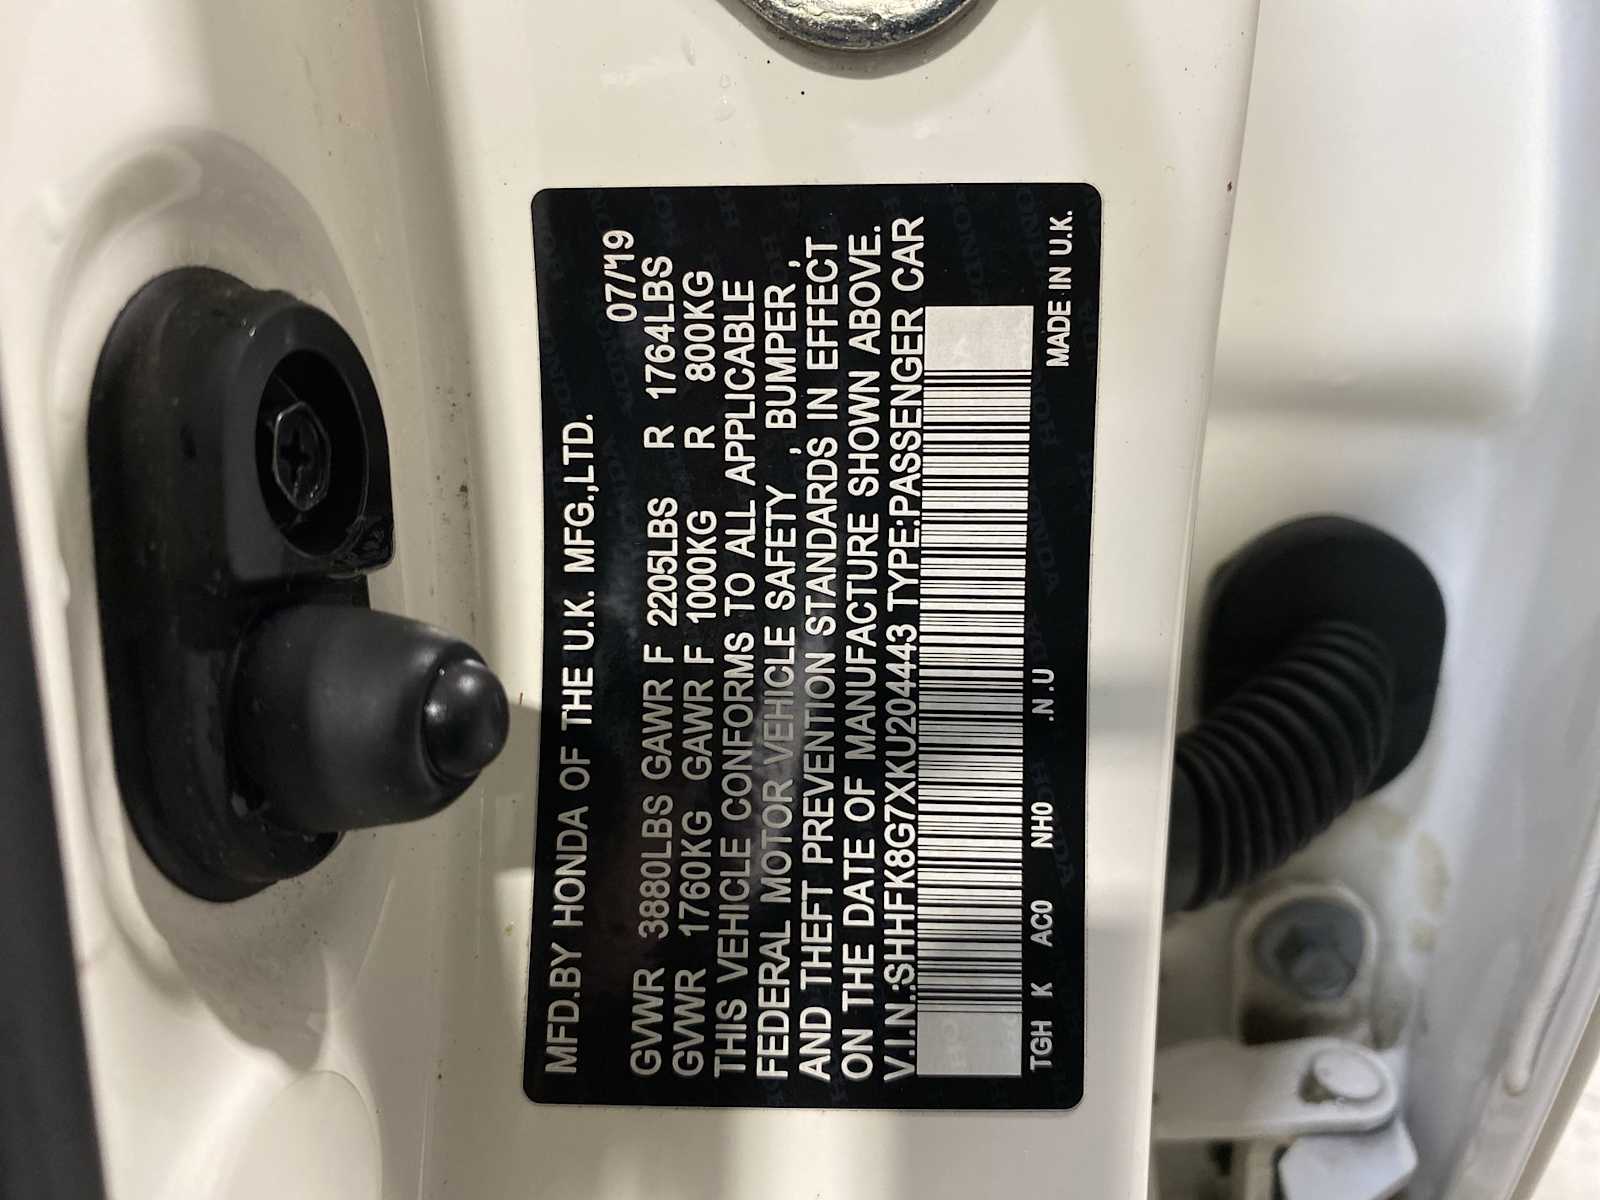 MFD.BY HONDA OF THE U.K. MFG.,LTD.
07/19
GVWR 3880LBS GAWR F 2205LBS R 1764LBS
GVWR 1760KG GAWR F 1000KG R 800KG
THIS VEHICLE CONFORMS TO ALL APPLICABLE
FEDERAL MOTOR VEHICLE SAFETY , BUMPER ,
AND THEFT PREVENTION STANDARDS IN EFFECT
ON THE DATE OF MANUFACTURE SHOWN ABOVE.
V.I.N.:SHHFK8G7XKU204443 TYPE:PASSENGER CAR
TGH K AC0 NH0 .N.U
MADE IN U.K.